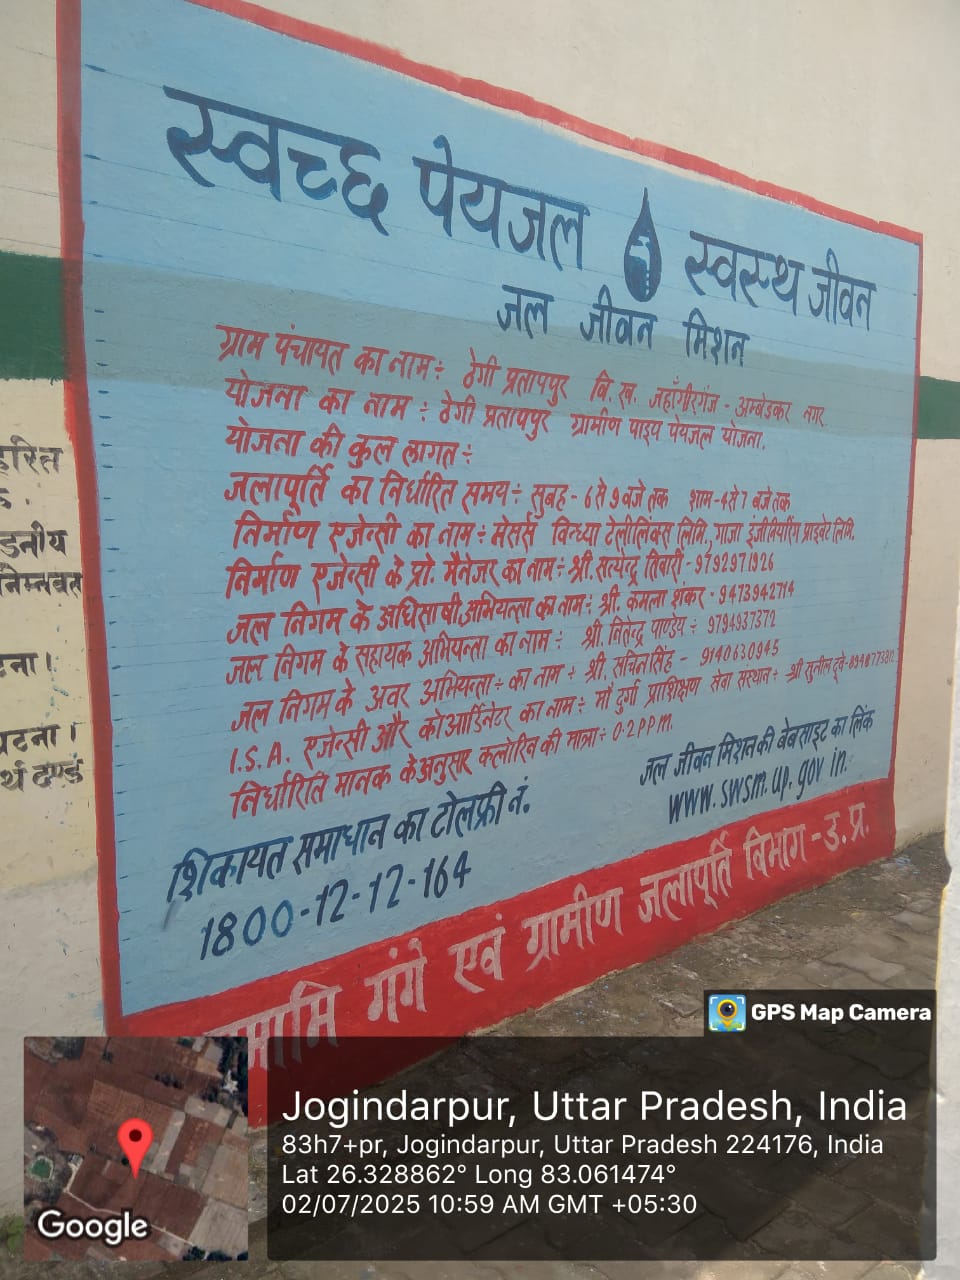 स्वच्छ पेयजल स्वस्थ जीवन
जल जीवन मिशन
ग्राम पंचायत का नाम ÷ ठेगी प्रतापपुर वि. ख. जहाँगीरगंज - अम्बेडकर नगर
योजना का नाम ÷ ठेगी प्रतापपुर ग्रामीण पाइप पेयजल योजना.
योजना की कुल लागत ÷
जलापूर्ति का निर्धारित समय ÷ सुबह - 6 से 9 बजे तक शाम - 4 से 7 बजे तक
निर्माण एजेन्सी का नाम ÷ मेसर्स विन्ध्या टेलीलिंक्स लिमि., गाजा इंजीनियरिंग प्राइवेट लिमि.
निर्माण एजेन्सी के प्रो. मैनेजर का नाम ÷ श्री. सत्येन्द्र तिवारी - 9792971926
जल निगम के अधिसाषी अभियन्ता का नाम ÷ श्री. कमला शंकर - 9473942714
जल निगम के सहायक अभियन्ता का नाम ÷ श्री. नितेन्द्र पाण्डेय ÷ 9794937372
जल निगम के अवर अभियन्ता ÷ का नाम ÷ श्री. सचिन सिंह - 9140630945
I.S.A. एजेन्सी और कोआर्डिनेटर का नाम ÷ माँ दुर्गा प्राशिक्षण सेवा संस्थान ÷ श्री सुनील दूबे -
निर्धारिति मानक के अनुसार क्लोरिन की मात्रा ÷ 0.2 PPM.
जल जीवन मिशन की वेबसाइट का लिंक
www.swsm.up.gov in.
शिकायत समाधान का टोलफ्री नं.
1800-12-12-164
नमामि गंगे एवं ग्रामीण जलापूर्ति विभाग - उ.प्र.
हरित
डनीय
निम्नवत
टना।
घटना।
र्थ दण्ड
GPS Map Camera
Jogindarpur, Uttar Pradesh, India
83h7+pr, Jogindarpur, Uttar Pradesh 224176, India
Lat 26.328862° Long 83.061474°
02/07/2025 10:59 AM GMT +05:30
Google